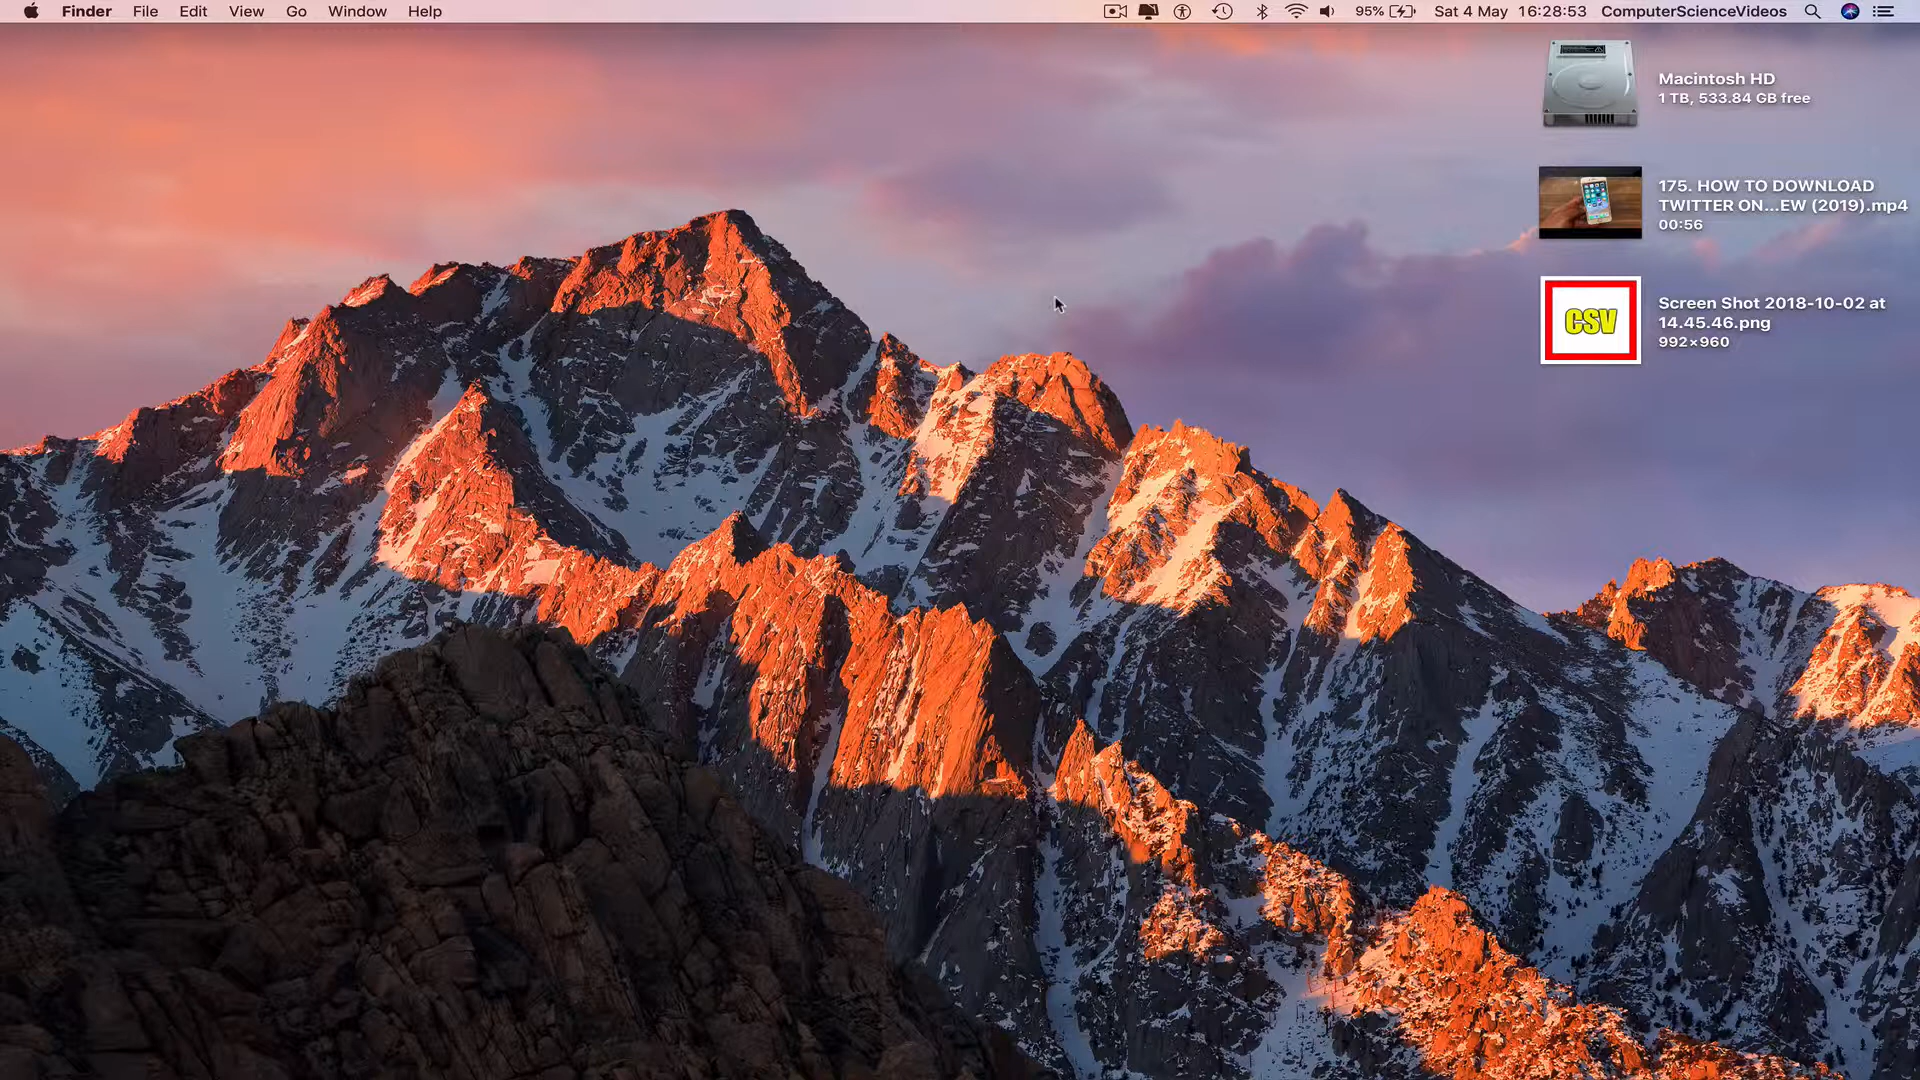 Finder File Edit View Go Window Help 95% Sat 4 May 16:28:53 ComputerScienceVideos
Macintosh HD
1 TB, 533.84 GB free
175. HOW TO DOWNLOAD
TWITTER ON...EW (2019).mp4
00:56
CSV
Screen Shot 2018-10-02 at
14.45.46.png
992×960